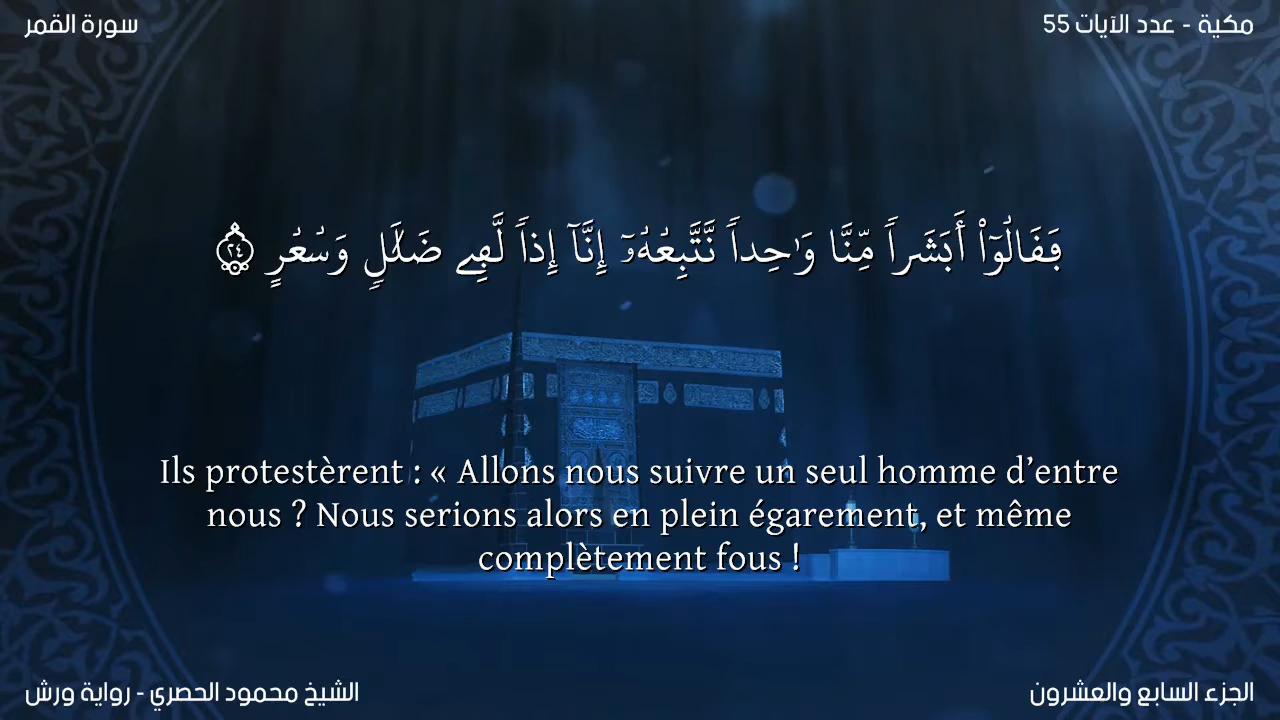 سورة القمر
مكية - عدد الآيات 55
فَقَالُوٓاْ أَبَشَراٗ مِّنَّا وَٰحِداٗ نَّتَّبِعُهُۥٓ إِنَّآ إِذاٗ لَّفِے ضَلَٰلٖ وَسُعُرٍ ٢٤
Ils protestèrent : « Allons nous suivre un seul homme d’entre
nous ? Nous serions alors en plein égarement, et même
complètement fous !
الشيخ محمود الحصري - رواية ورش
الجزء السابع والعشرون